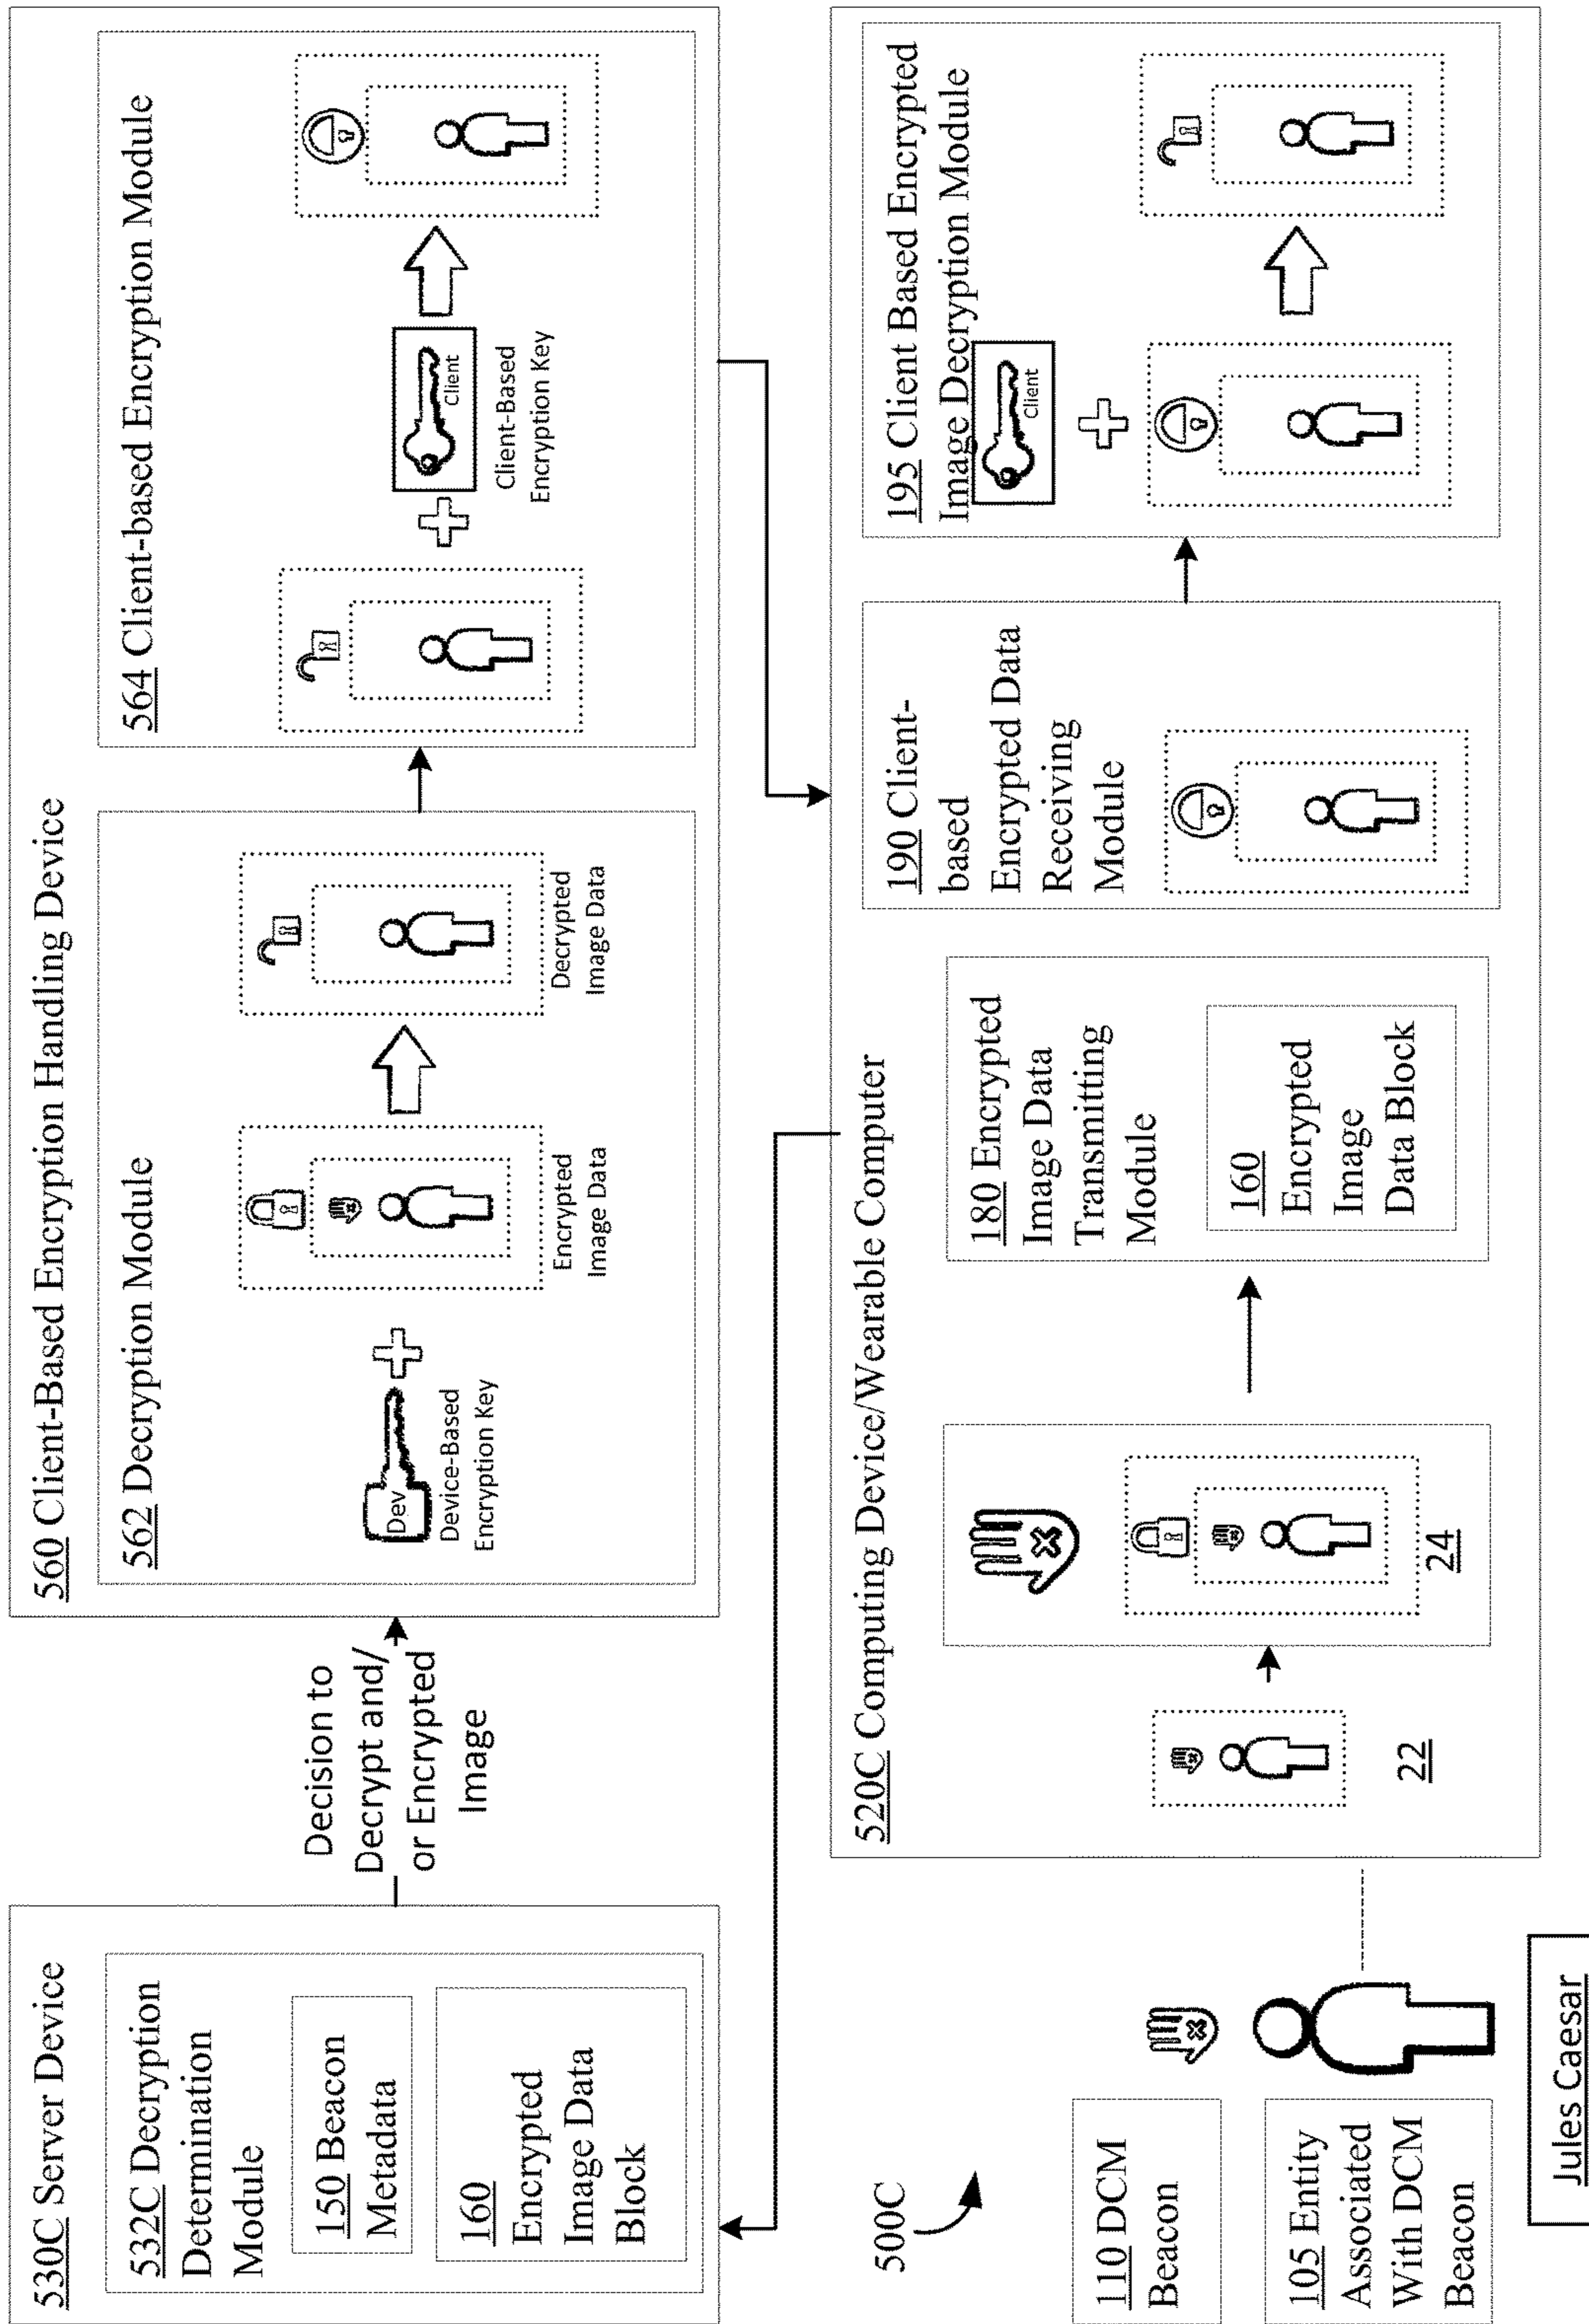 530C Server Device
532C Decryption
Determination
Module
150 Beacon
Metadata
160
Encrypted
Image Data
Block
Decision to
Decrypt and/
or Encrypted
Image
560 Client-Based Encryption Handling Device
562 Decryption Module
Dev
Device-Based
Encryption Key
Encrypted
Image Data
Decrypted
Image Data
564 Client-based Encryption Module
Client
Client-Based
Encryption Key
500C
110 DCM
Beacon
105 Entity
Associated
With DCM
Beacon
Jules Caesar
520C Computing Device/Wearable Computer
22
24
180 Encrypted
Image Data
Transmitting
Module
160
Encrypted
Image
Data Block
190 Client-
based
Encrypted Data
Receiving
Module
195 Client Based Encrypted
Image Decryption Module
Client